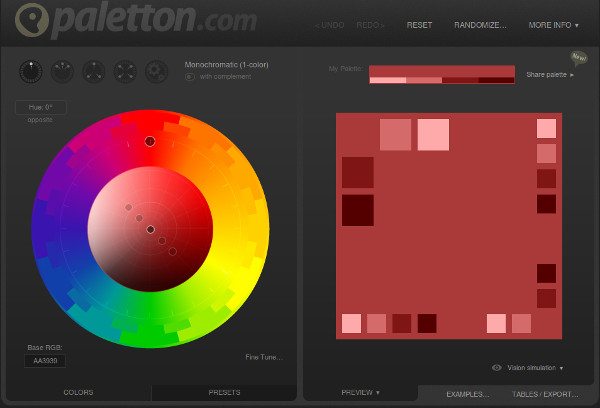 paletton.com
« UNDO REDO » RESET RANDOMIZE... MORE INFO ▾
Monochromatic (1-color)
with complement
My Palette:
New!
Share palette ▸
Hue: 0°
opposite
Base RGB:
AA3939
Fine Tune...
Vision simulation ▾
COLORS PRESETS
PREVIEW ▾ EXAMPLES... TABLES / EXPORT...